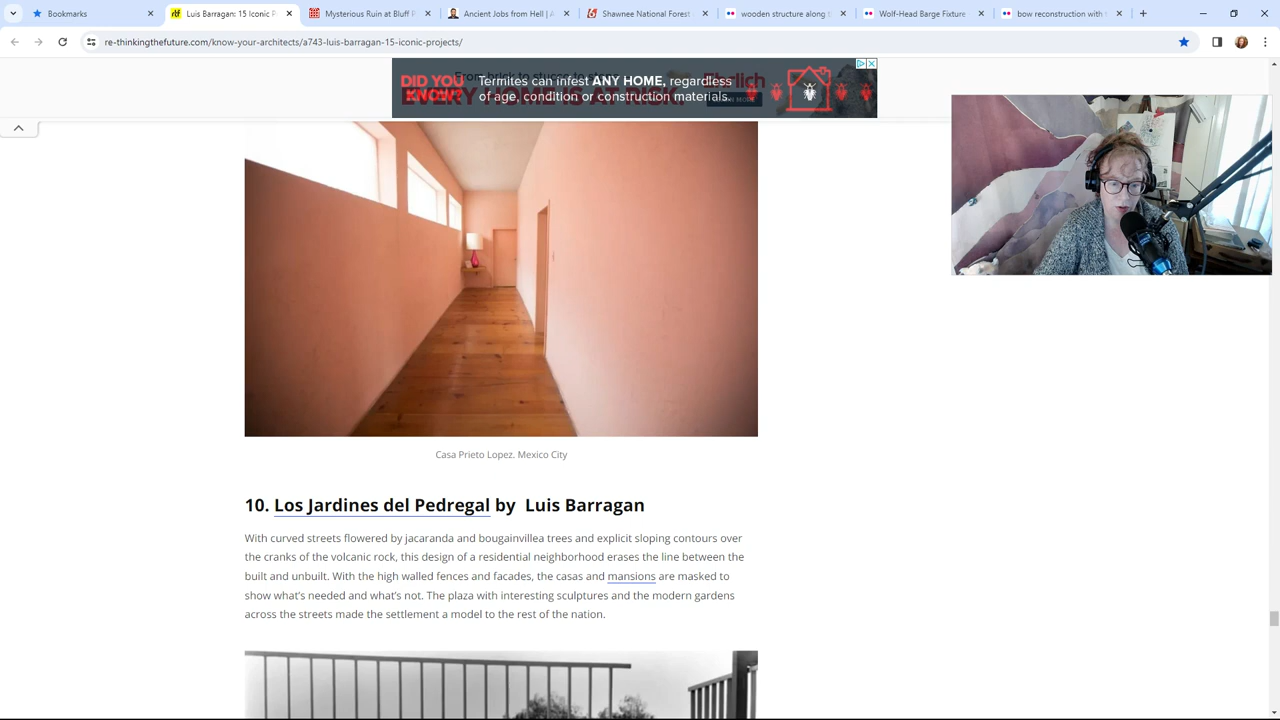 Bookmarks
Luis Barragan: 15 Iconic P
Mysterious Ruin at Bluff P
Ancient Jobs from Hell | A
Shawnee National Forest
wooden structure along t
Wolf-Head Barge Fixture
bow reconstruction with
re-thinkingthefuture.com/know-your-architects/a743-luis-barragan-15-iconic-projects/
DID YOU KNOW?
Termites can infest ANY HOME, regardless
of age, condition or construction materials.
Ehrlich
Casa Prieto Lopez. Mexico City
10. Los Jardines del Pedregal by Luis Barragan
With curved streets flowered by jacaranda and bougainvillea trees and explicit sloping contours over
the cranks of the volcanic rock, this design of a residential neighborhood erases the line between the
built and unbuilt. With the high walled fences and facades, the casas and mansions are masked to
show what's needed and what's not. The plaza with interesting sculptures and the modern gardens
across the streets made the settlement a model to the rest of the nation.